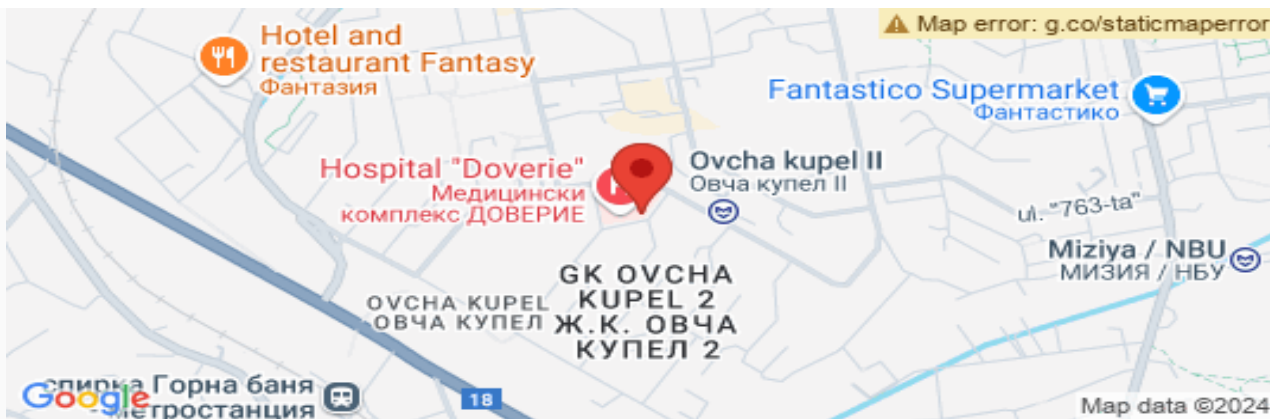 Map error: g.co/staticmaperror
Hotel and
restaurant Fantasy
Фантазия
Fantastico Supermarket
Фантастико
Hospital "Doverie"
Медицински
комплекс ДОВЕРИЕ
H
Ovcha kupel II
Овча купел II
ul. "763-ta"
Miziya / NBU
МИЗИЯ / НБУ
GK OVCHA
KUPEL 2
Ж.К. ОВЧА
КУПЕЛ 2
OVCHA KUPEL
ОВЧА КУПЕЛ
спирка Горна баня
метростанция
Google
18
Map data ©2024